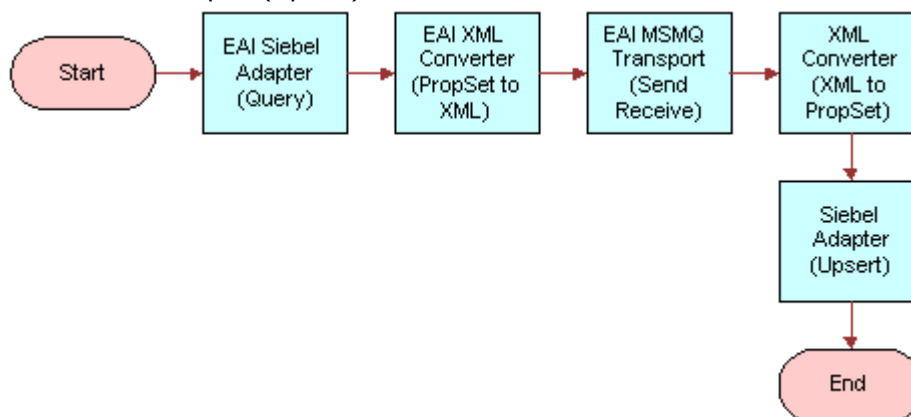 Start
EAI Siebel
Adapter
(Query)
EAI XML
Converter
(PropSet to
XML)
EAI MSMQ
Transport
(Send
Receive)
XML
Converter
(XML to
PropSet)
Siebel
Adapter
(Upsert)
End